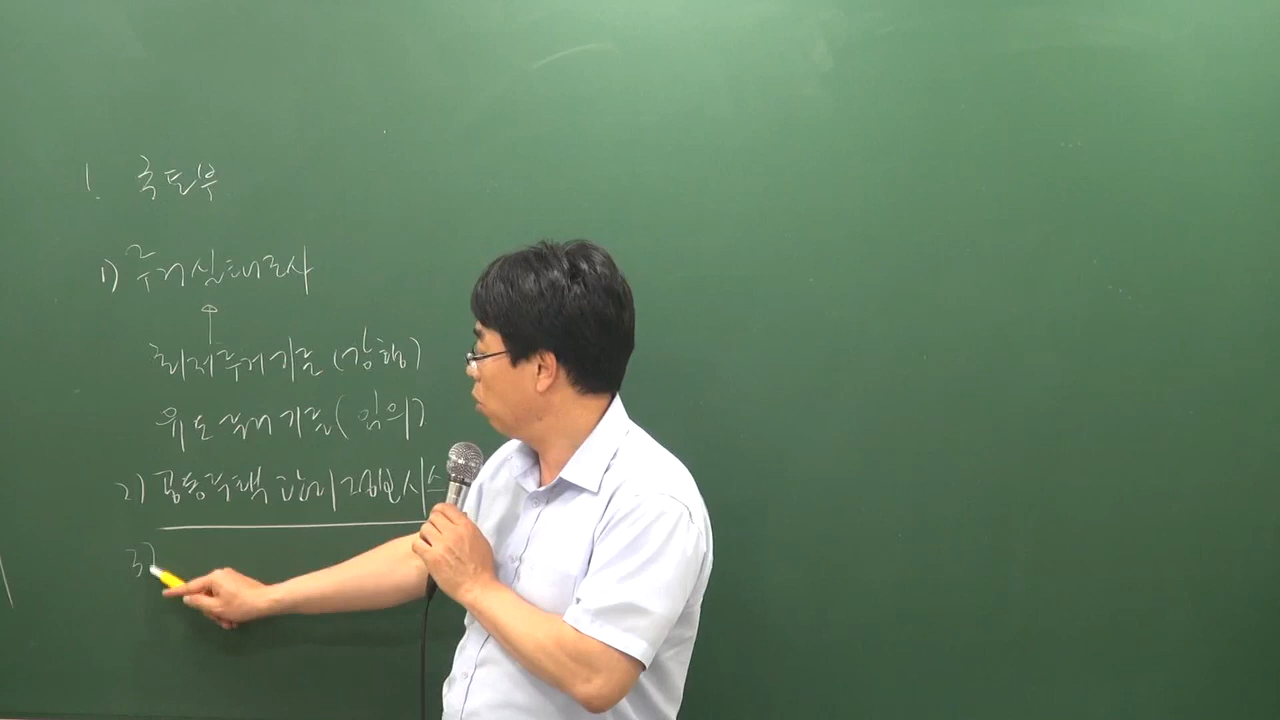 1. 국토부
1) 주거실태조사
최저주거기준 (강행)
유도주거기준 (임의)
2) 공동주택관리정보시스
3)